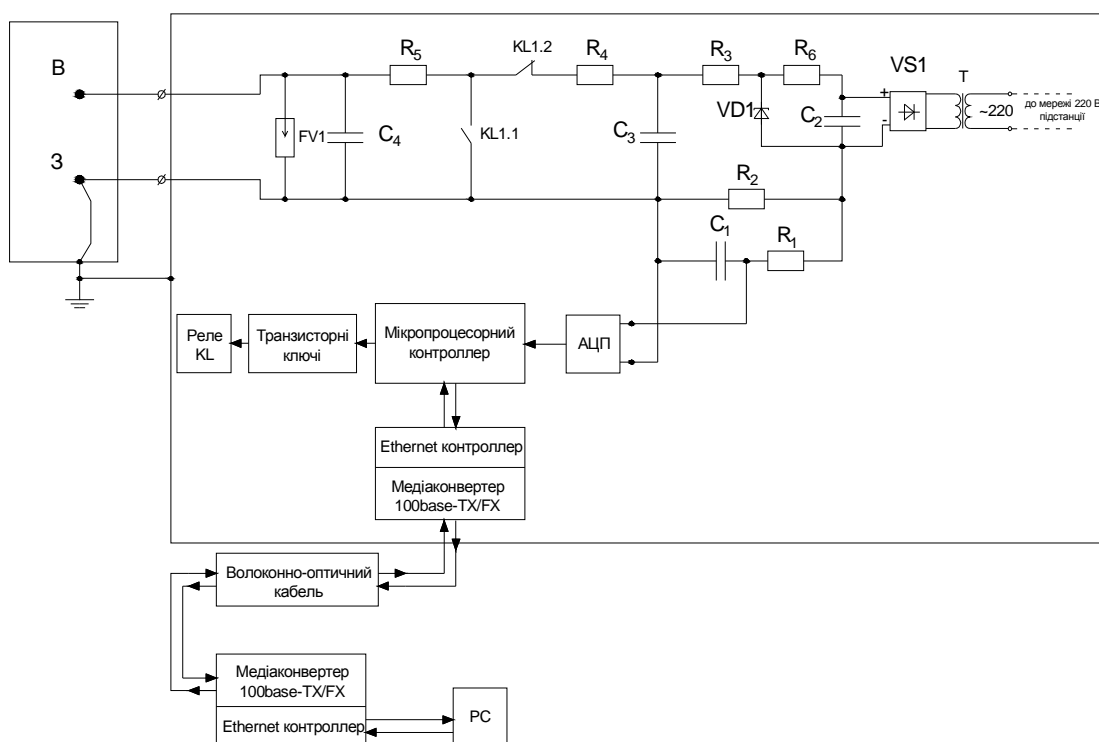 B
R5
KL1.2
R4
R3
R6
VS1
T
+
-
~220
до мережі 220 В
підстанції
FV1
C4
KL1.1
C3
VD1
C2
З
R2
C1
R1
Реле
KL
Транзисторні
ключі
Мікропроцесорний
контроллер
АЦП
Ethernet контроллер
Медіаконвертер
100base-TX/FX
Волоконно-оптичний
кабель
Медіаконвертер
100base-TX/FX
Ethernet контроллер
PC